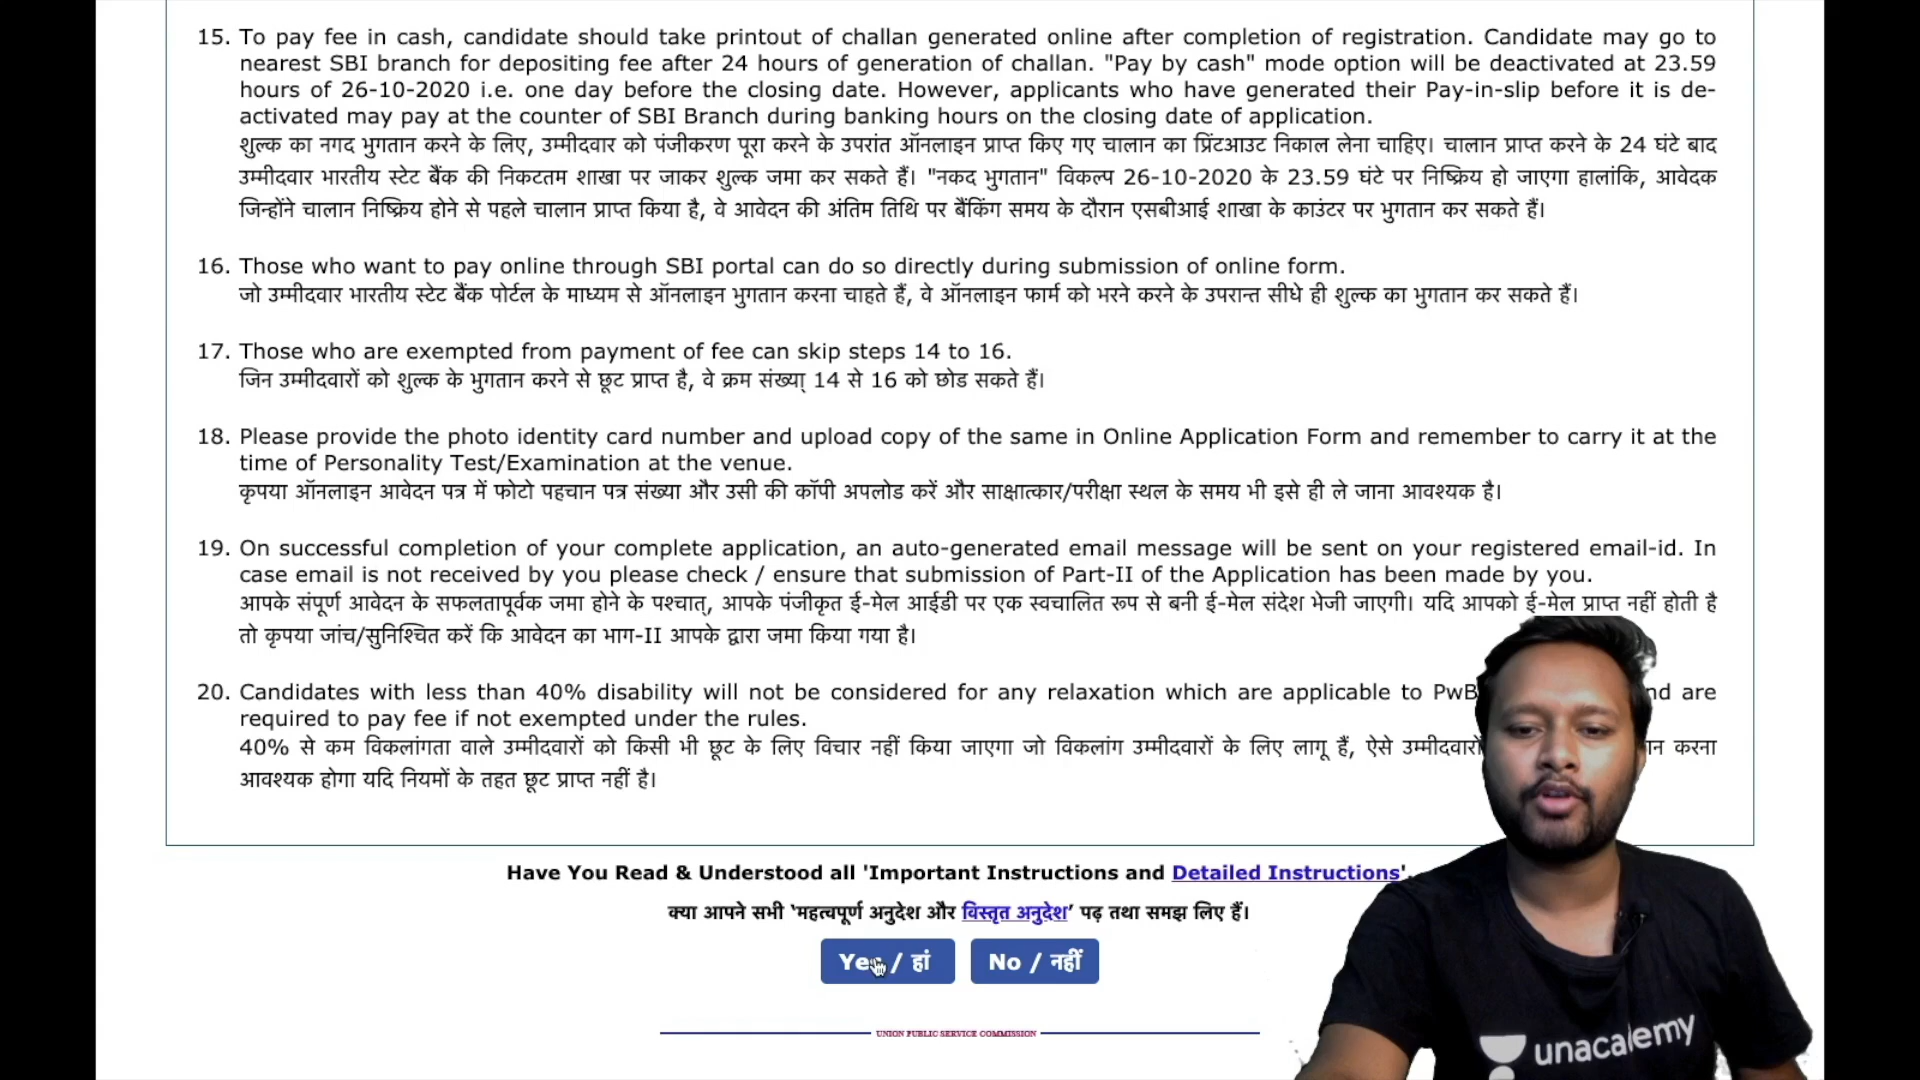 15. To pay fee in cash, candidate should take printout of challan generated online after completion of registration. Candidate may go to
nearest SBI branch for depositing fee after 24 hours of generation of challan. "Pay by cash" mode option will be deactivated at 23.59
hours of 26-10-2020 i.e. one day before the closing date. However, applicants who have generated their Pay-in-slip before it is de-
activated may pay at the counter of SBI Branch during banking hours on the closing date of application.
शुल्क का नगद भुगतान करने के लिए, उम्मीदवार को पंजीकरण पूरा करने के उपरांत ऑनलाइन प्राप्त किए गए चालान का प्रिंटआउट निकाल लेना चाहिए। चालान प्राप्त करने के 24 घंटे बाद
उम्मीदवार भारतीय स्टेट बैंक की निकटतम शाखा पर जाकर शुल्क जमा कर सकते हैं। "नकद भुगतान" विकल्प 26-10-2020 के 23.59 घंटे पर निष्क्रिय हो जाएगा हालांकि, आवेदक
जिन्होंने चालान निष्क्रिय होने से पहले चालान प्राप्त किया है, वे आवेदन की अंतिम तिथि पर बैंकिंग समय के दौरान एसबीआई शाखा के काउंटर पर भुगतान कर सकते हैं।
16. Those who want to pay online through SBI portal can do so directly during submission of online form.
जो उम्मीदवार भारतीय स्टेट बैंक पोर्टल के माध्यम से ऑनलाइन भुगतान करना चाहते हैं, वे ऑनलाइन फार्म को भरने करने के उपरान्त सीधे ही शुल्क का भुगतान कर सकते हैं।
17. Those who are exempted from payment of fee can skip steps 14 to 16.
जिन उम्मीदवारों को शुल्क के भुगतान करने से छूट प्राप्त है, वे क्रम संख्या् 14 से 16 को छोड सकते हैं।
18. Please provide the photo identity card number and upload copy of the same in Online Application Form and remember to carry it at the
time of Personality Test/Examination at the venue.
कृपया ऑनलाइन आवेदन पत्र में फोटो पहचान पत्र संख्या और उसी की कॉपी अपलोड करें और साक्षात्कार/परीक्षा स्थल के समय भी इसे ही ले जाना आवश्यक है।
19. On successful completion of your complete application, an auto-generated email message will be sent on your registered email-id. In
case email is not received by you please check / ensure that submission of Part-II of the Application has been made by you.
आपके संपूर्ण आवेदन के सफलतापूर्वक जमा होने के पश्चात्, आपके पंजीकृत ई-मेल आईडी पर एक स्वचालित रूप से बनी ई-मेल संदेश भेजी जाएगी। यदि आपको ई-मेल प्राप्त नहीं होती है
तो कृपया जांच/सुनिश्चित करें कि आवेदन का भाग-II आपके द्वारा जमा किया गया है।
20. Candidates with less than 40% disability will not be considered for any relaxation which are applicable to PwB are
required to pay fee if not exempted under the rules.
40% से कम विकलांगता वाले उम्मीदवारों को किसी भी छूट के लिए विचार नहीं किया जाएगा जो विकलांग उम्मीदवारों के लिए लागू हैं, ऐसे उम्मीदवारों करना
आवश्यक होगा यदि नियमों के तहत छूट प्राप्त नहीं है।
Have You Read & Understood all 'Important Instructions and Detailed Instructions'.
क्या आपने सभी 'महत्वपूर्ण अनुदेश और विस्तृत अनुदेश' पढ़ तथा समझ लिए हैं।
Yes / हां
No / नहीं
UNION PUBLIC SERVICE COMMISSION
unacademy